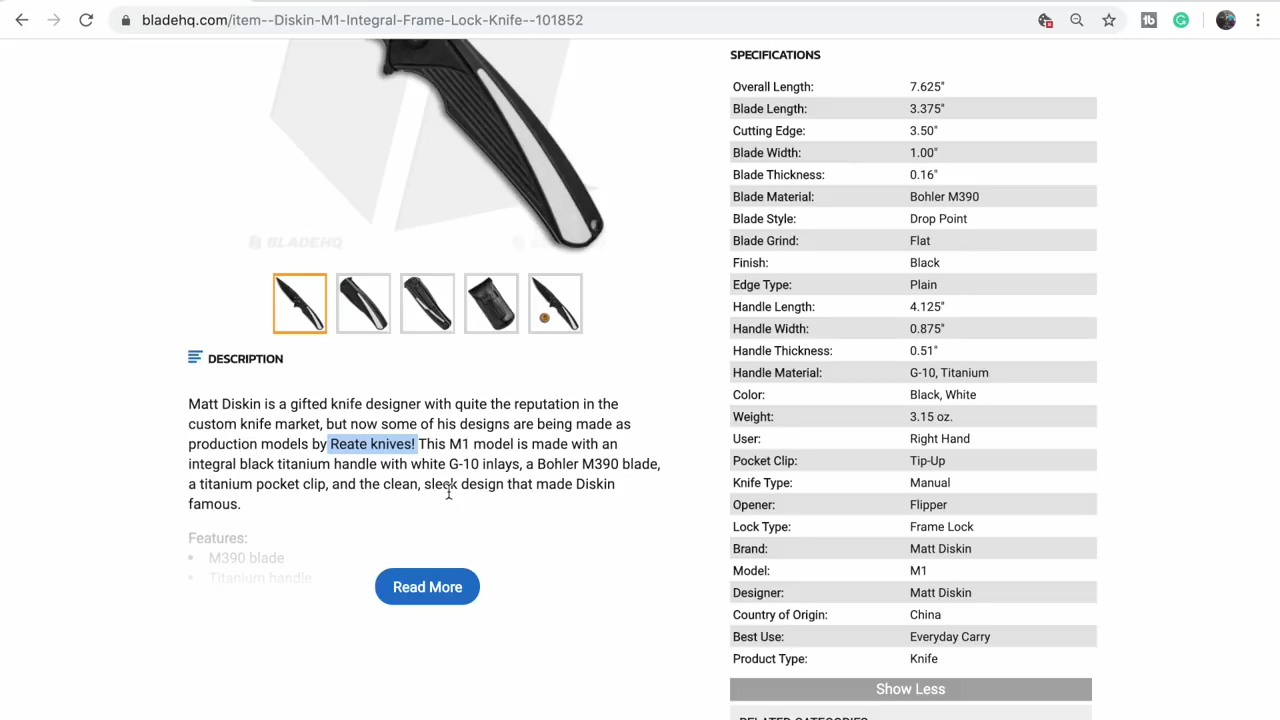 bladehq.com/item--Diskin-M1-Integral-Frame-Lock-Knife--101852
BLADEHQ
DESCRIPTION
Matt Diskin is a gifted knife designer with quite the reputation in the
custom knife market, but now some of his designs are being made as
production models by Reate knives! This M1 model is made with an
integral black titanium handle with white G-10 inlays, a Bohler M390 blade,
a titanium pocket clip, and the clean, sleek design that made Diskin
famous.
Features:
• M390 blade
• Titanium handle
Read More
SPECIFICATIONS
Overall Length: 7.625"
Blade Length: 3.375"
Cutting Edge: 3.50"
Blade Width: 1.00"
Blade Thickness: 0.16"
Blade Material: Bohler M390
Blade Style: Drop Point
Blade Grind: Flat
Finish: Black
Edge Type: Plain
Handle Length: 4.125"
Handle Width: 0.875"
Handle Thickness: 0.51"
Handle Material: G-10, Titanium
Color: Black, White
Weight: 3.15 oz.
User: Right Hand
Pocket Clip: Tip-Up
Knife Type: Manual
Opener: Flipper
Lock Type: Frame Lock
Brand: Matt Diskin
Model: M1
Designer: Matt Diskin
Country of Origin: China
Best Use: Everyday Carry
Product Type: Knife
Show Less
RELATED CATEGORIES